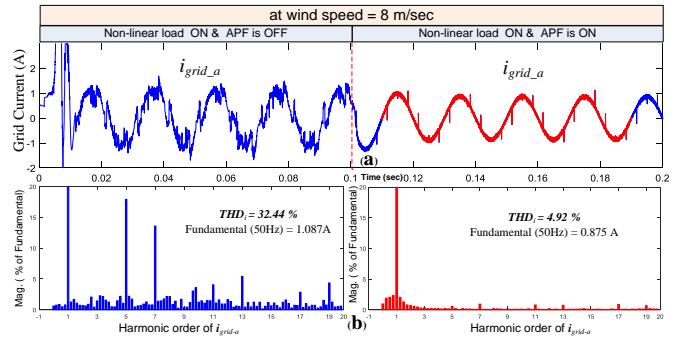 at wind speed = 8 m/sec
Non-linear load ON & APF is OFF
Non-linear load ON & APF is ON
Grid Current (A)
2
1
0
-1
-2
i_grid_a
i_grid_a
(a)
0
0.02
0.04
0.06
0.08
0.1
Time (sec)
0.12
0.14
0.16
0.18
0.2
Mag. ( % of Fundamental)
20
15
10
5
0
THDi = 32.44 %
Fundamental (50Hz) = 1.087A
-1 1 3 5 7 9 11 13 15 17 19 20
Harmonic order of i_grid-a
(b)
Mag. ( % of Fundamental)
20
15
10
5
0
THDi = 4.92 %
Fundamental (50Hz) = 0.875 A
-1 1 3 5 7 9 11 13 15 17 19 20
Harmonic order of i_grid-a